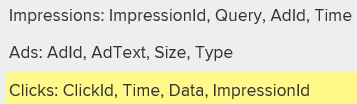 Impressions: ImpressionId, Query, AdId, Time
Ads: AdId, AdText, Size, Type
Clicks: ClickId, Time, Data, ImpressionId